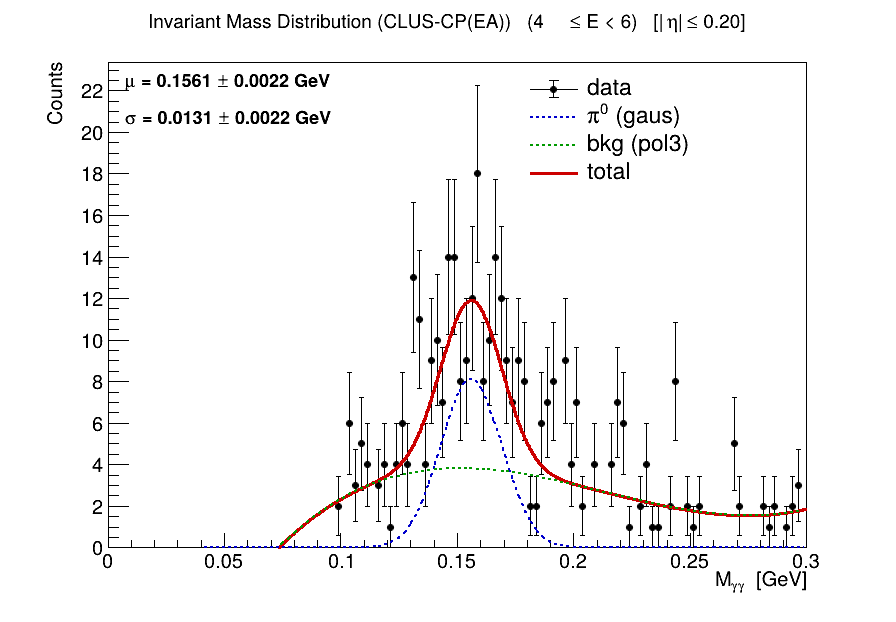 Invariant Mass Distribution (CLUS-CP(EA)) (4 ≤ E < 6) [|η| ≤ 0.20]
μ = 0.1561 ± 0.0022 GeV
σ = 0.0131 ± 0.0022 GeV
data
π⁰ (gaus)
bkg (pol3)
total
Counts
22
20
18
16
14
12
10
8
6
4
2
0
0 0.05 0.1 0.15 0.2 0.25 0.3
M_γγ [GeV]